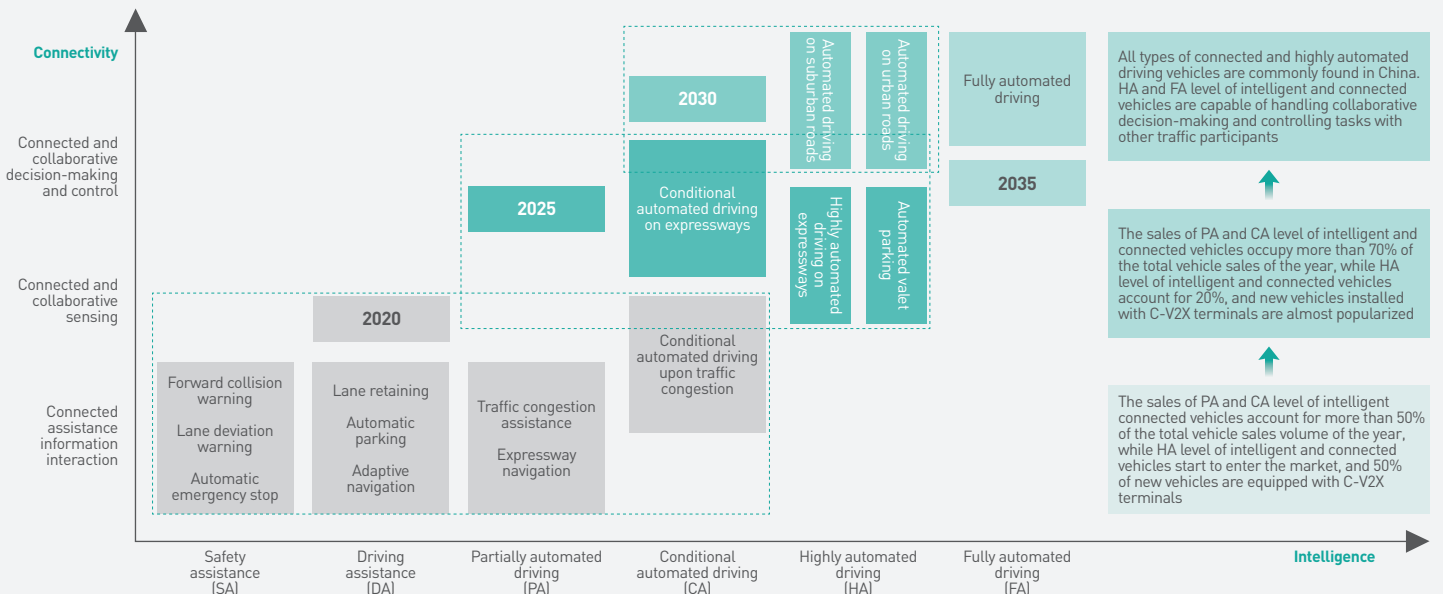 Connectivity
Connected and
collaborative
decision-making
and control
Connected and
collaborative
sensing
Connected
assistance
information
interaction
2030
Automated driving
on suburban roads
Automated driving
on urban roads
Fully automated
driving
2035
2025
Conditional
automated driving
on expressways
Highly automated
driving on
expressways
Automated valet
parking
2020
Conditional
automated driving
upon traffic
congestion
Forward collision
warning
Lane deviation
warning
Automatic
emergency stop
Lane retaining
Automatic
parking
Adaptive
navigation
Traffic congestion
assistance
Expressway
navigation
All types of connected and highly automated
driving vehicles are commonly found in China.
HA and FA level of intelligent and connected
vehicles are capable of handling collaborative
decision-making and controlling tasks with
other traffic participants
The sales of PA and CA level of intelligent and
connected vehicles occupy more than 70% of
the total vehicle sales of the year, while HA
level of intelligent and connected vehicles
account for 20%, and new vehicles installed
with C-V2X terminals are almost popularized
The sales of PA and CA level of intelligent
connected vehicles account for more than 50%
of the total vehicle sales volume of the year,
while HA level of intelligent and connected
vehicles start to enter the market, and 50%
of new vehicles are equipped with C-V2X
terminals
Safety
assistance
(SA)
Driving
assistance
(DA)
Partially automated
driving
(PA)
Conditional
automated driving
(CA)
Highly automated
driving
(HA)
Fully automated
driving
(FA)
Intelligence